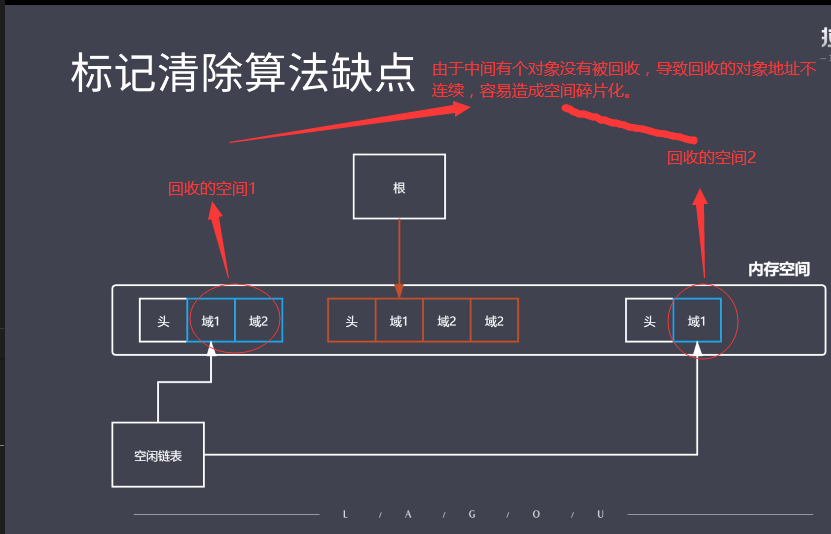 标记清除算法缺点
由于中间有个对象没有被回收，导致回收的对象地址不
连续，容易造成空间碎片化。
回收的空间2
回收的空间1
根
内存空间
头 域1 域2
头 域1 域2 域2
头 域1
空闲链表
L / A / G / O / U